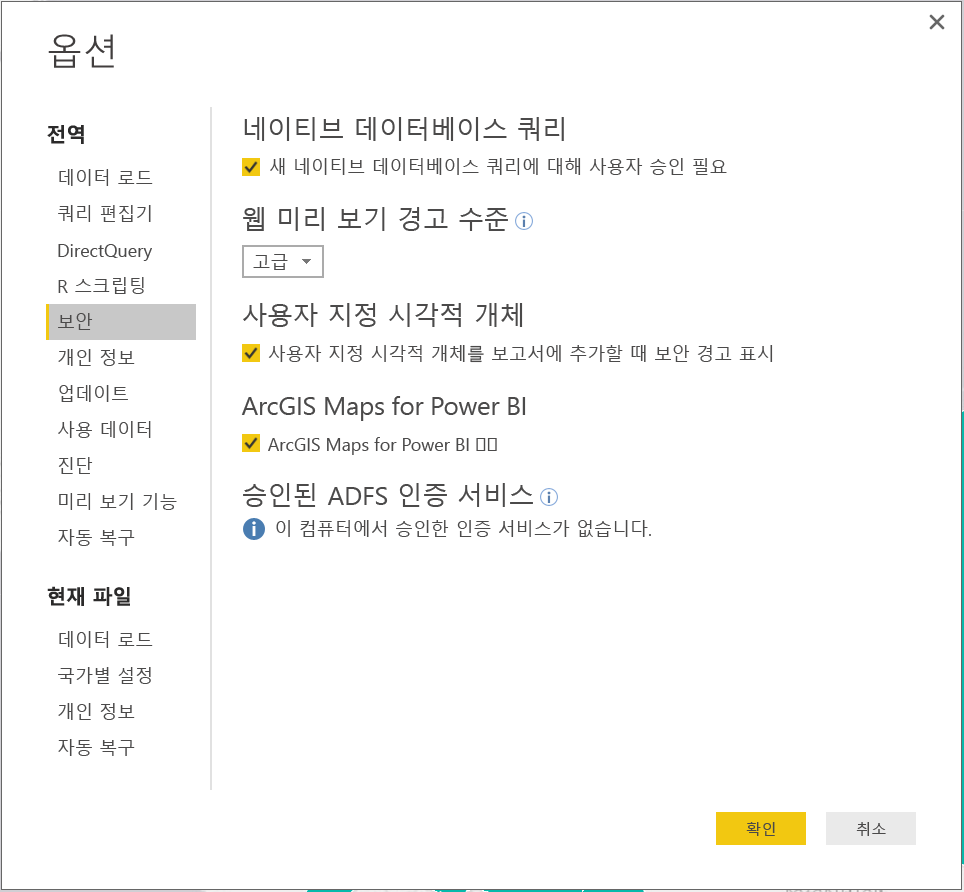 옵션
전역
데이터 로드
쿼리 편집기
DirectQuery
R 스크립팅
보안
개인 정보
업데이트
사용 데이터
진단
미리 보기 기능
자동 복구
현재 파일
데이터 로드
국가별 설정
개인 정보
자동 복구
네이티브 데이터베이스 쿼리
새 네이티브 데이터베이스 쿼리에 대해 사용자 승인 필요
웹 미리 보기 경고 수준
고급
사용자 지정 시각적 개체
사용자 지정 시각적 개체를 보고서에 추가할 때 보안 경고 표시
ArcGIS Maps for Power BI
ArcGIS Maps for Power BI
승인된 ADFS 인증 서비스
이 컴퓨터에서 승인한 인증 서비스가 없습니다.
확인
취소